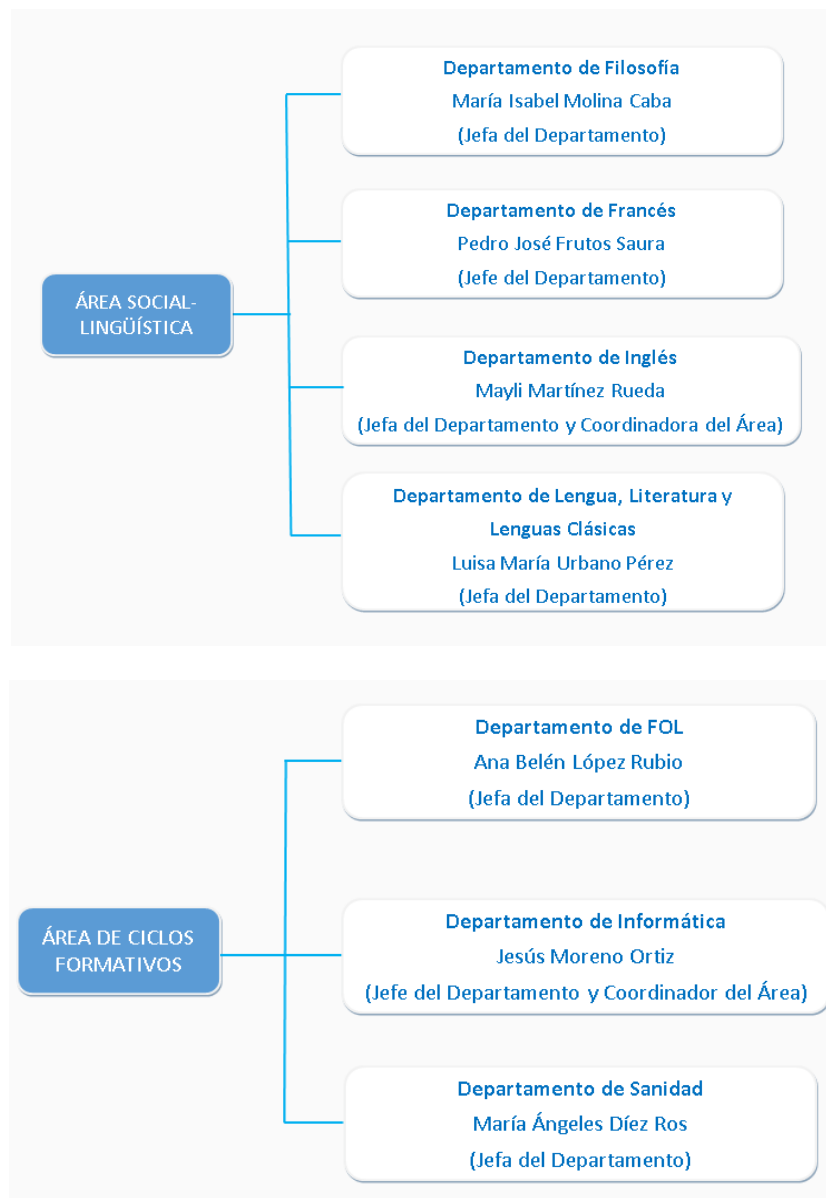 Departamento de Filosofía
María Isabel Molina Caba
(Jefa del Departamento)
Departamento de Francés
Pedro José Frutos Saura
(Jefe del Departamento)
ÁREA SOCIAL-
LINGÜÍSTICA
Departamento de Inglés
Mayli Martínez Rueda
(Jefa del Departamento y Coordinadora del Área)
Departamento de Lengua, Literatura y
Lenguas Clásicas
Luisa María Urbano Pérez
(Jefa del Departamento)
Departamento de FOL
Ana Belén López Rubio
(Jefa del Departamento)
ÁREA DE CICLOS
FORMATIVOS
Departamento de Informática
Jesús Moreno Ortiz
(Jefe del Departamento y Coordinador del Área)
Departamento de Sanidad
María Ángeles Díez Ros
(Jefa del Departamento)